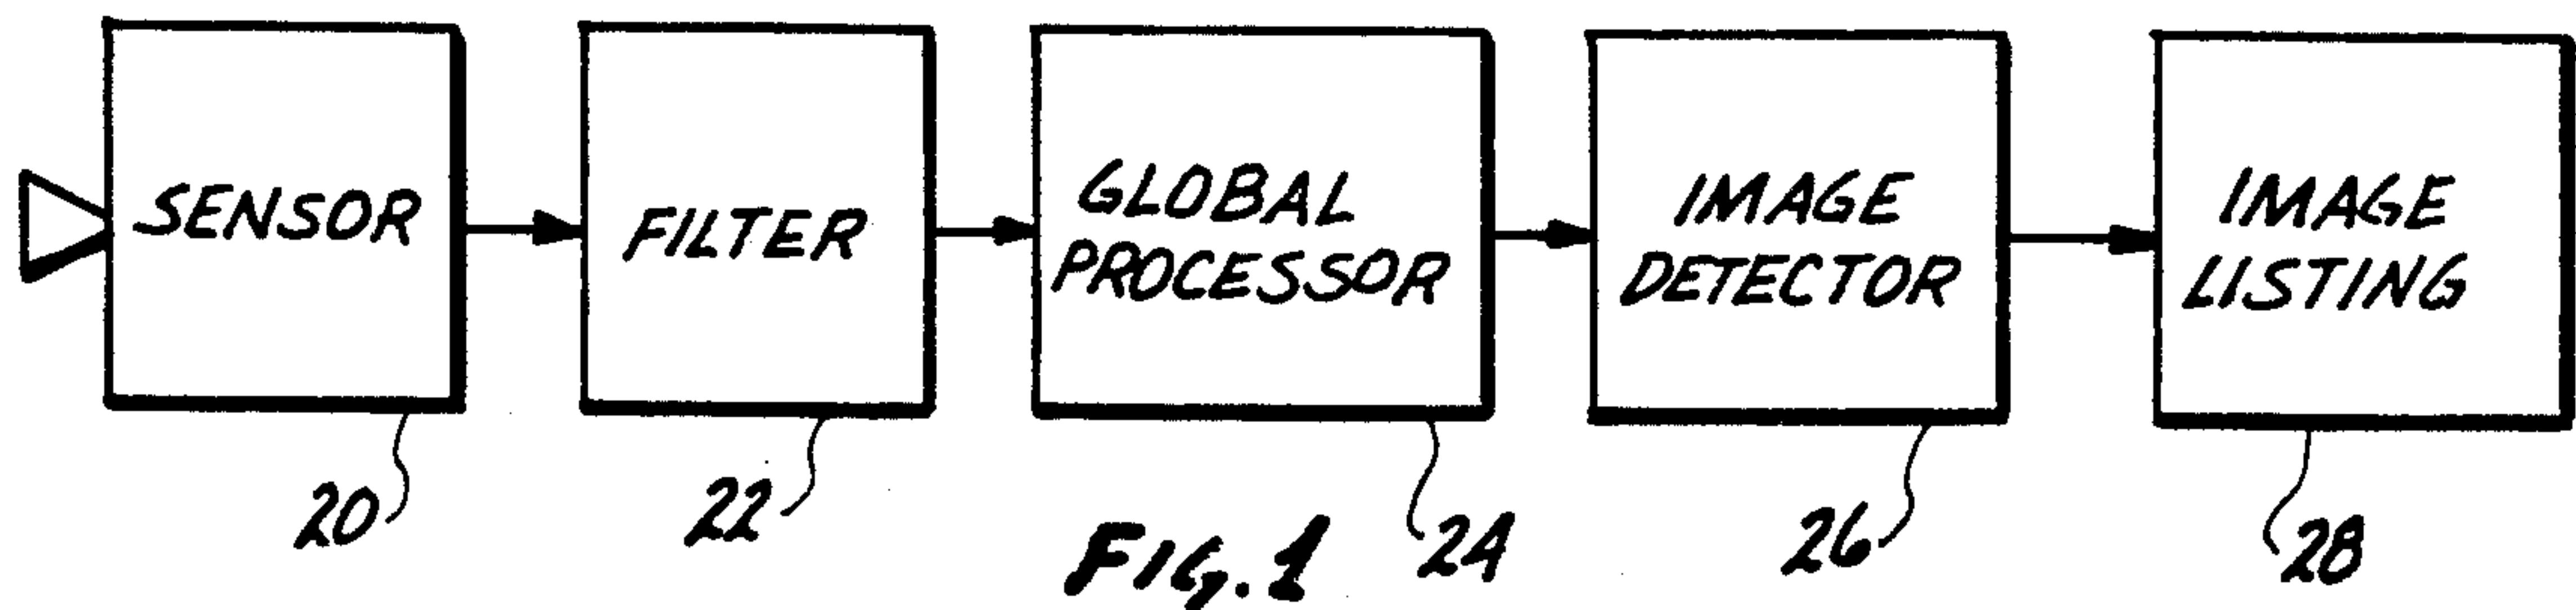 SENSOR
FILTER
GLOBAL
PROCESSOR
IMAGE
DETECTOR
IMAGE
LISTING
20
22
24
26
28
FIG. 1